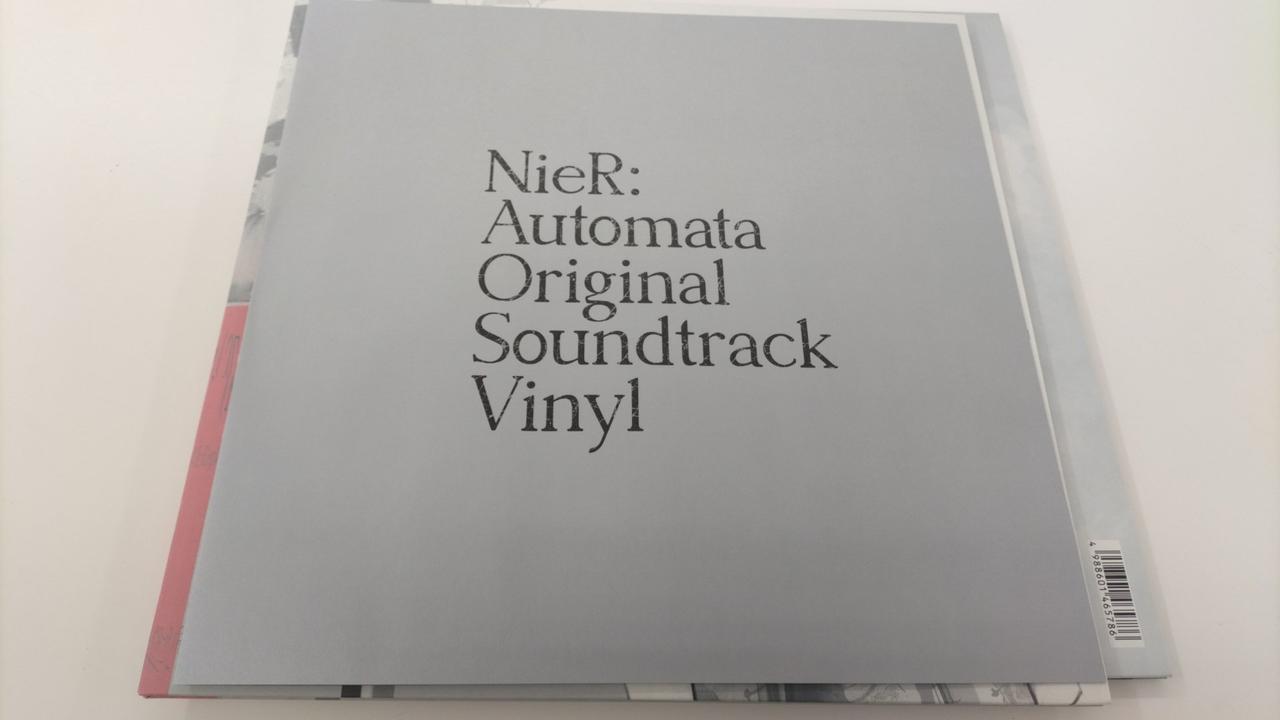 NieR:
Automata
Original
Soundtrack
Vinyl
4 988601 465786